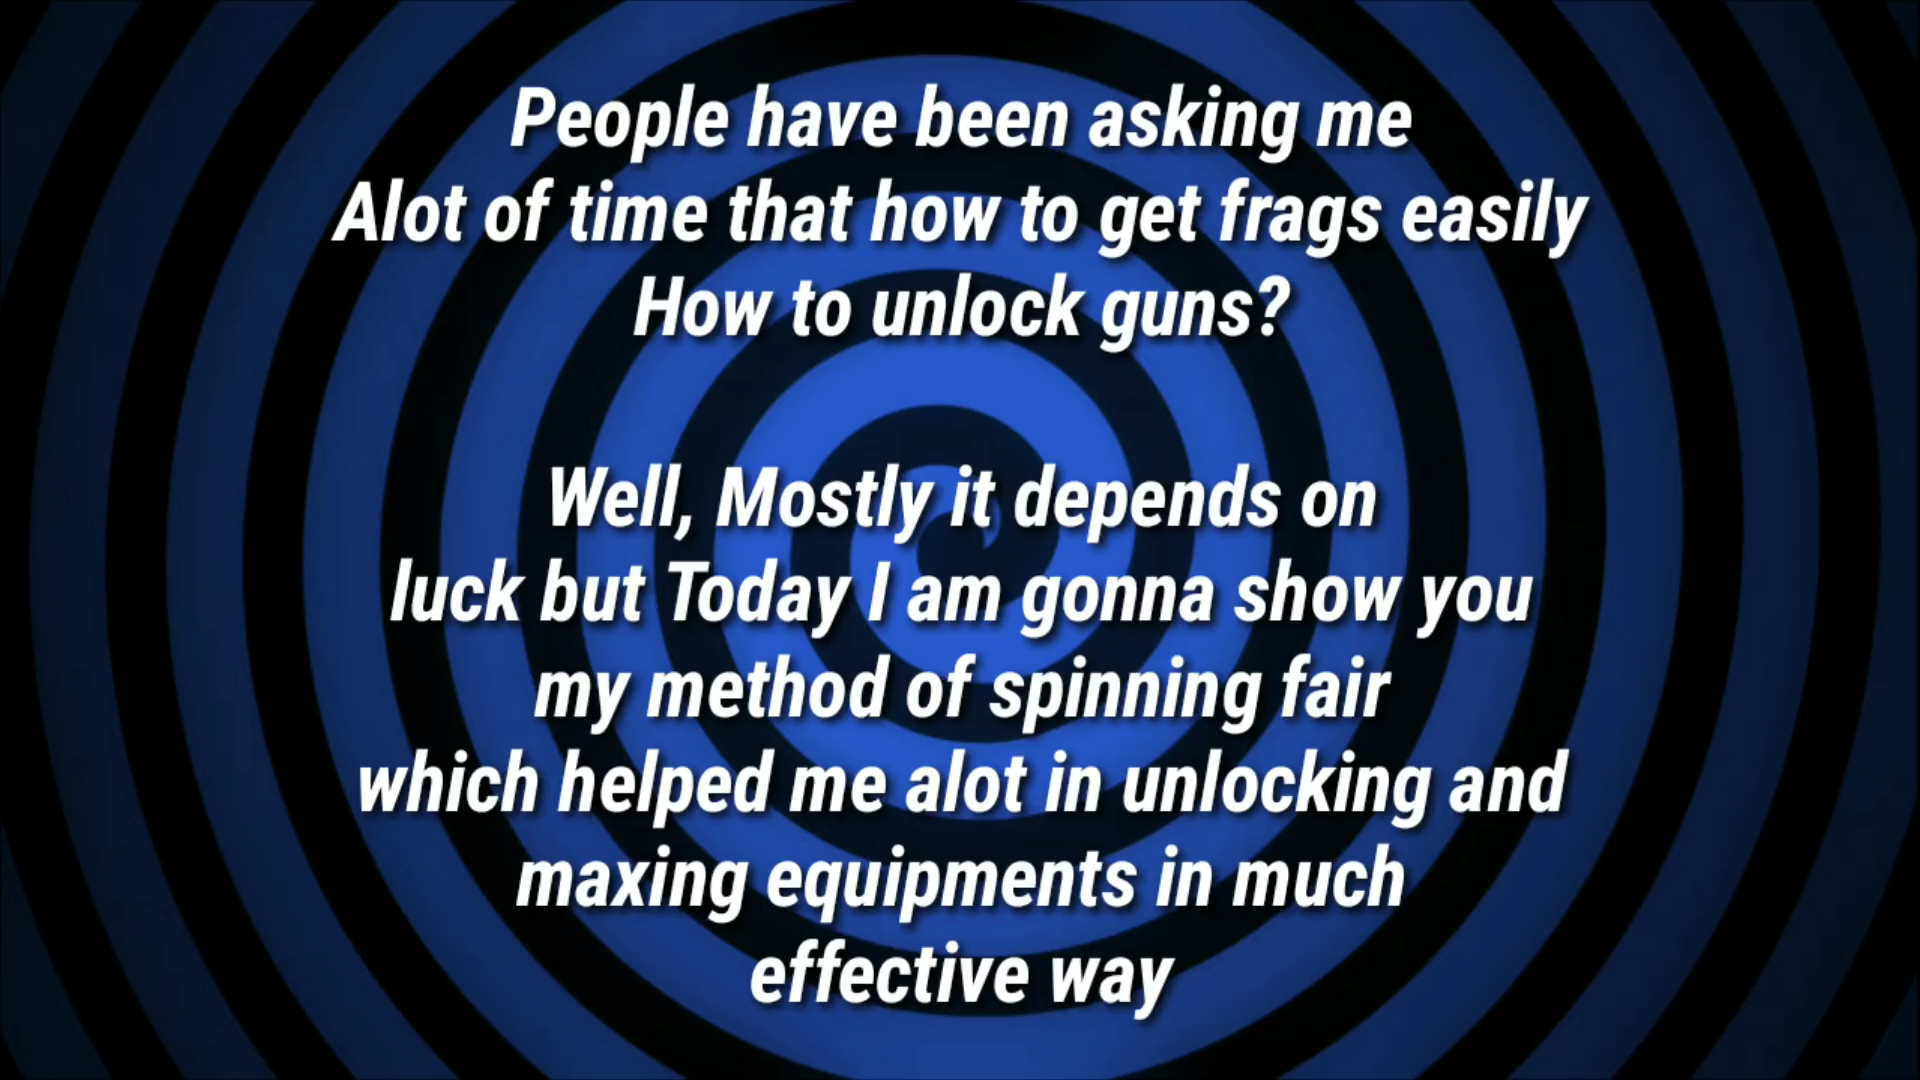 People have been asking me
Alot of time that how to get frags easily
How to unlock guns?
Well, Mostly it depends on
luck but Today I am gonna show you
my method of spinning fair
which helped me alot in unlocking and
maxing equipments in much
effective way